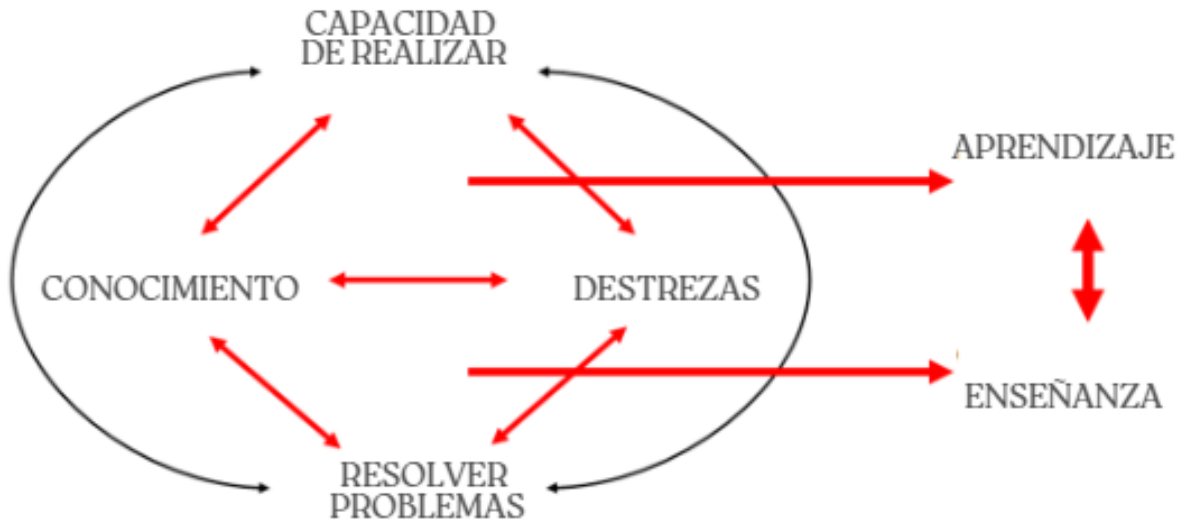 CAPACIDAD
DE REALIZAR
APRENDIZAJE
CONOCIMIENTO
DESTREZAS
ENSEÑANZA
RESOLVER
PROBLEMAS